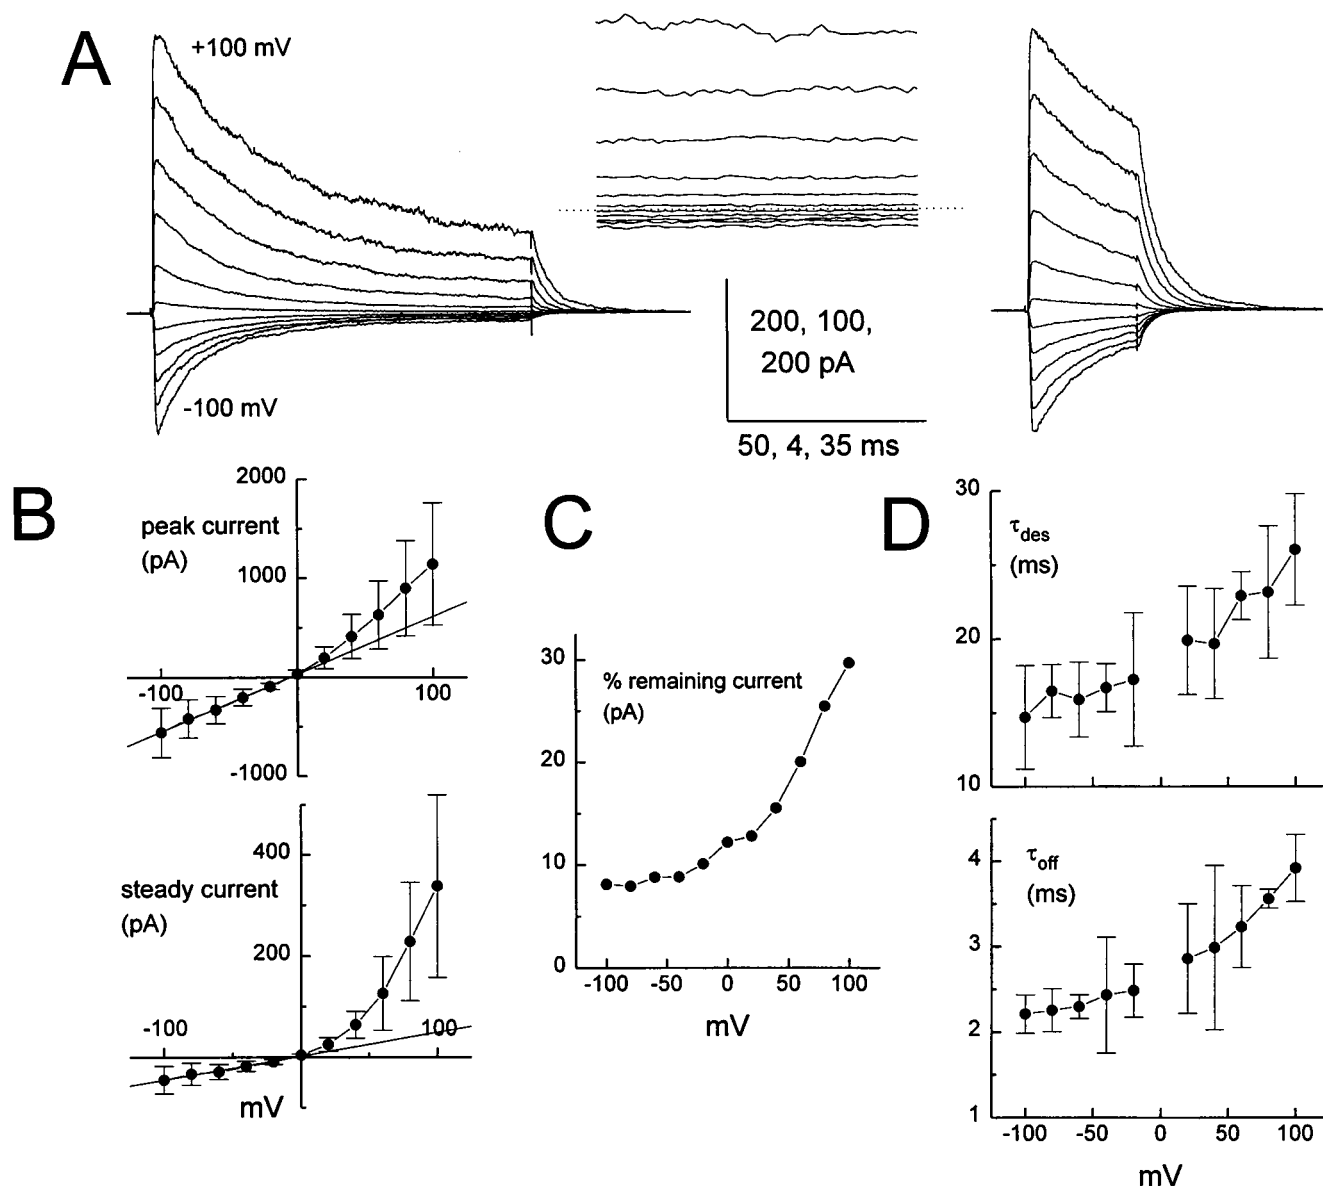 A
+100 mV
-100 mV
200, 100,
200 pA
50, 4, 35 ms
B
2000
peak current
(pA)
1000
-100
100
-1000
400
steady current
(pA)
200
-100
100
mV
C
30
% remaining current
(pA)
20
10
0
-100
-50
0
50
100
mV
D
30
τdes
(ms)
20
10
4
τoff
(ms)
3
2
1
-100
-50
0
50
100
mV